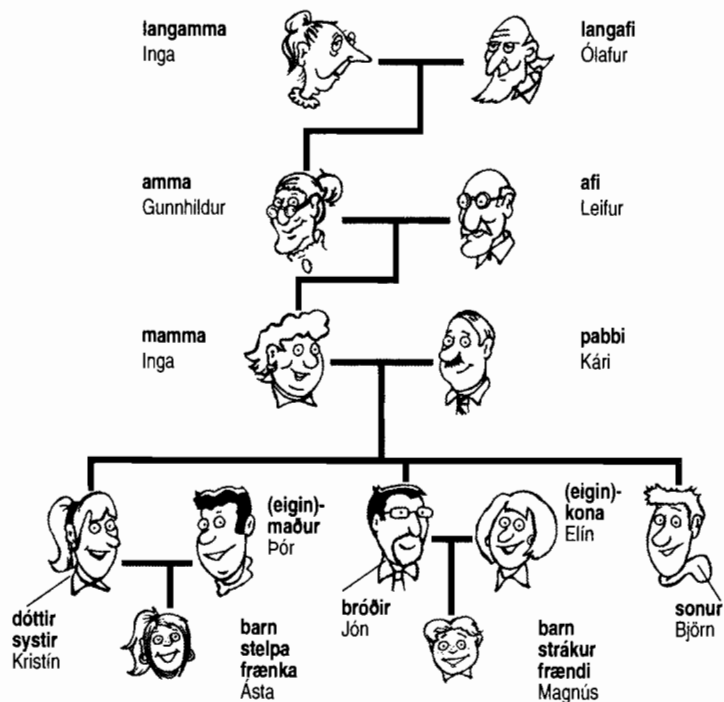 langamma
Inga
langafi
Ólafur
amma
Gunnhildur
afi
Leifur
mamma
Inga
pabbi
Kári
(eigin)-
maður
Þór
(eigin)-
kona
Elín
dóttir
systir
Kristín
barn
stelpa
frænka
Ásta
bróðir
Jón
barn
strákur
frændi
Magnús
sonur
Björn